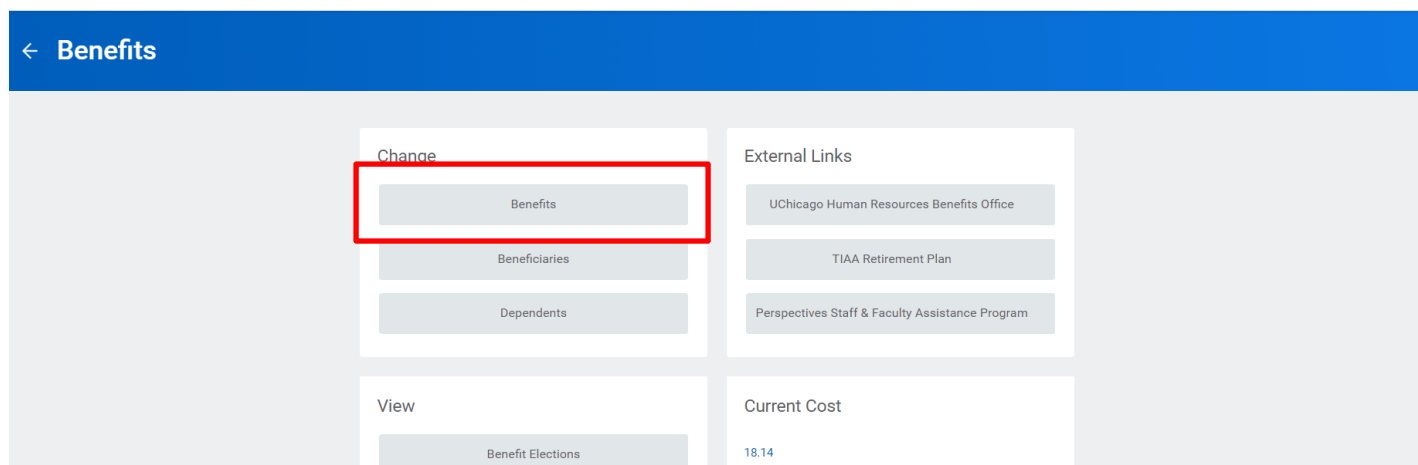 Benefits
Change
Benefits
Beneficiaries
Dependents
External Links
UChicago Human Resources Benefits Office
TIAA Retirement Plan
Perspectives Staff & Faculty Assistance Program
View
Benefit Elections
Current Cost
18.14